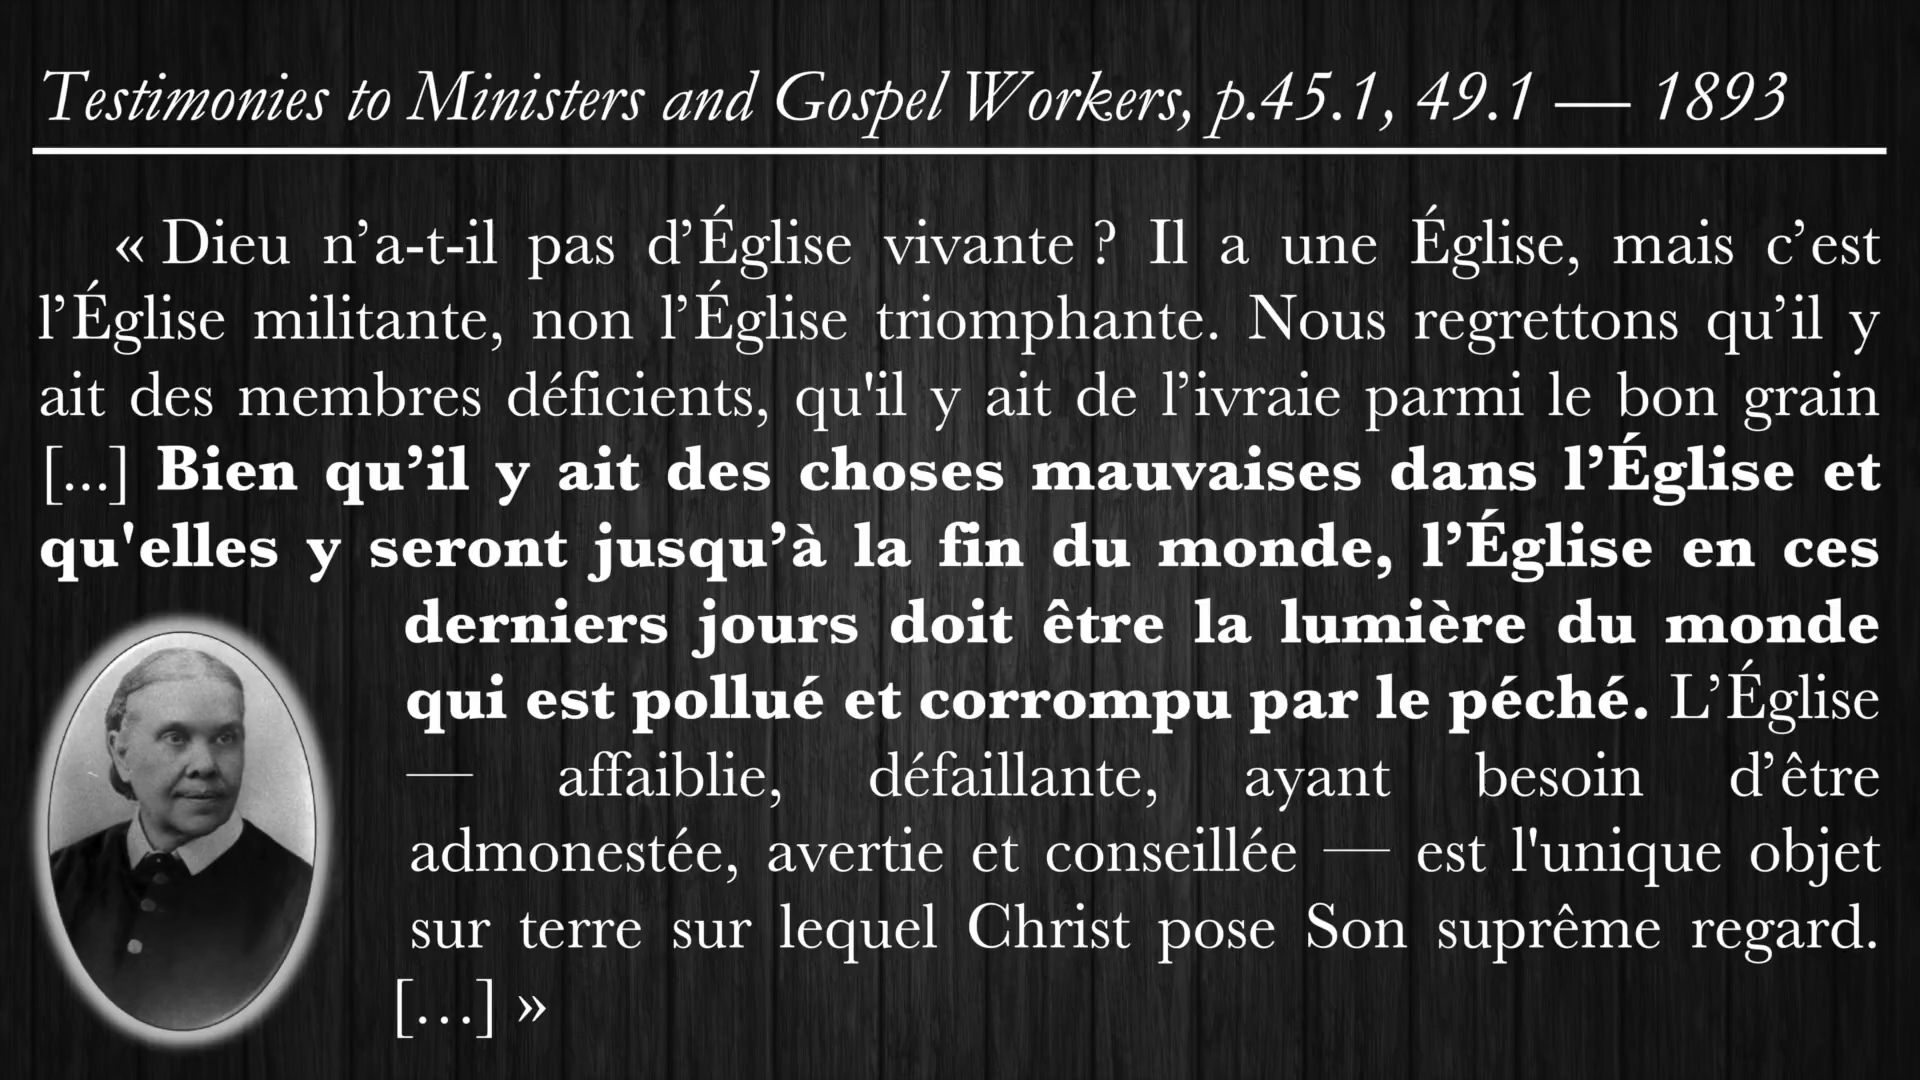 Testimonies to Ministers and Gospel Workers, p.45.1, 49.1 — 1893
« Dieu n’a-t-il pas d’Église vivante ? Il a une Église, mais c’est
l’Église militante, non l’Église triomphante. Nous regrettons qu’il y
ait des membres déficients, qu'il y ait de l’ivraie parmi le bon grain
[...] Bien qu’il y ait des choses mauvaises dans l’Église et
qu'elles y seront jusqu’à la fin du monde, l’Église en ces
derniers jours doit être la lumière du monde
qui est pollué et corrompu par le péché. L’Église
— affaiblie, défaillante, ayant besoin d’être
admonestée, avertie et conseillée — est l'unique objet
sur terre sur lequel Christ pose Son suprême regard.
[…] »